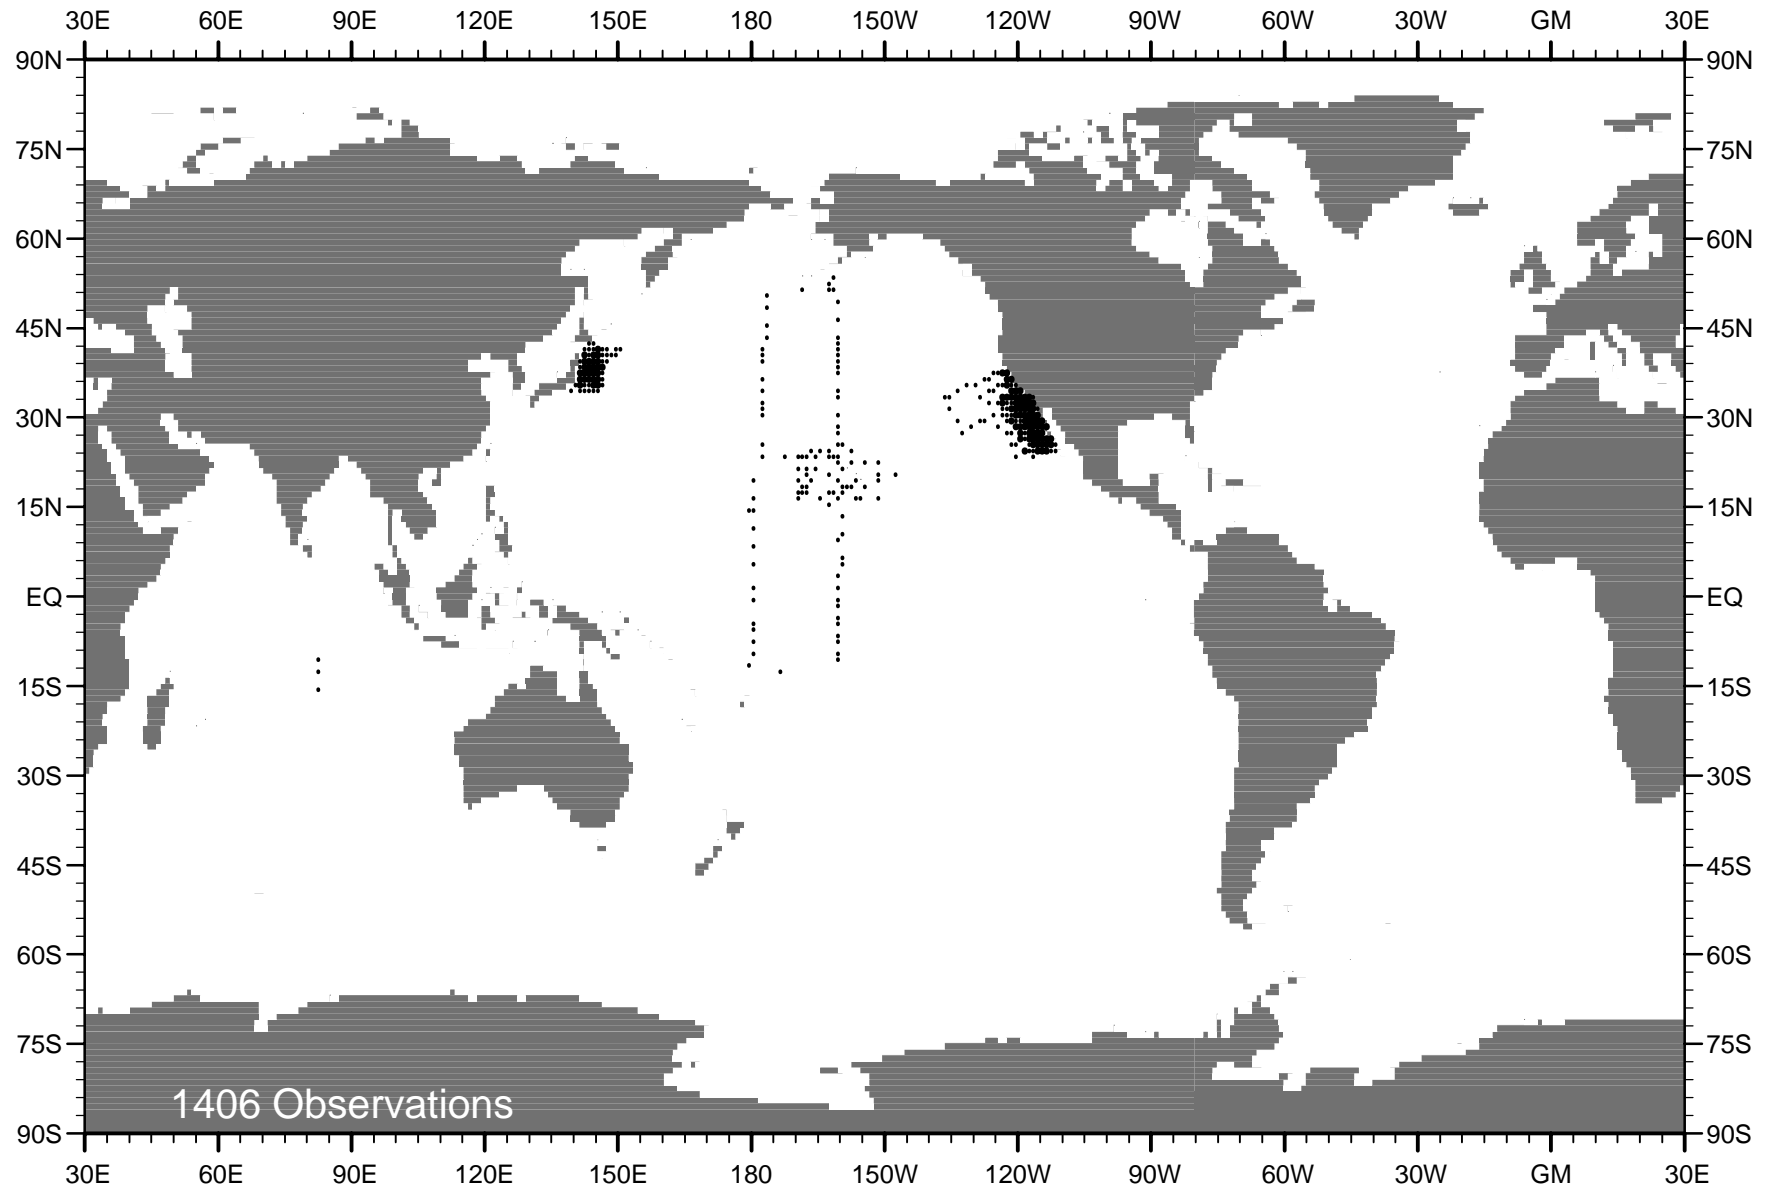 30E 60E 90E 120E 150E 180 150W 120W 90W 60W 30W GM 30E
90N 90N
75N 75N
60N 60N
45N 45N
30N 30N
15N 15N
EQ EQ
15S 15S
30S 30S
45S 45S
60S 60S
75S 75S
1406 Observations
90S 90S
30E 60E 90E 120E 150E 180 150W 120W 90W 60W 30W GM 30E